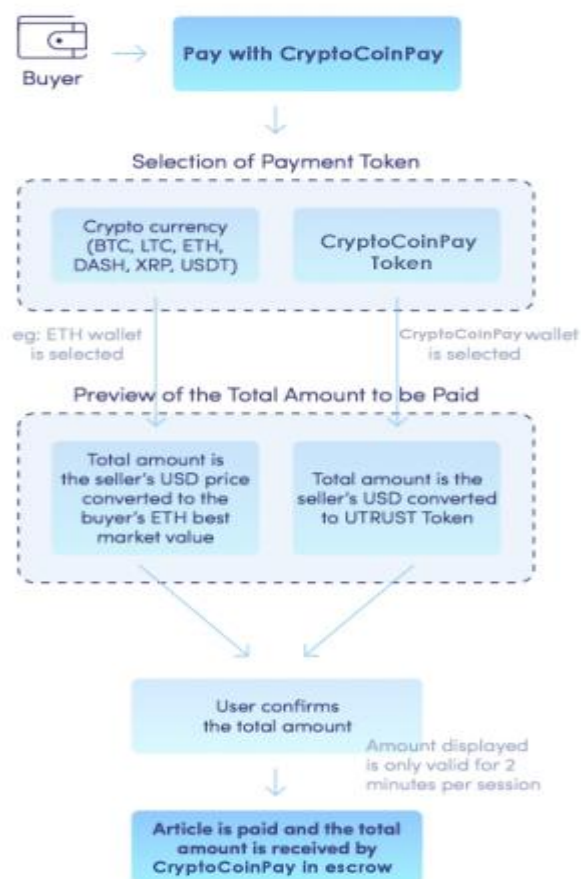 Buyer
Pay with CryptoCoinPay
Selection of Payment Token
Crypto currency
(BTC, LTC, ETH,
DASH, XRP, USDT)
CryptoCoinPay
Token
eg: ETH wallet
is selected
CryptoCoinPay wallet
is selected
Preview of the Total Amount to be Paid
Total amount is
the seller's USD price
converted to the
buyer's ETH best
market value
Total amount is the
seller's USD converted
to UTRUST Token
User confirms
the total amount
Amount displayed
is only valid for 2
minutes per session
Article is paid and the total
amount is received by
CryptoCoinPay in escrow